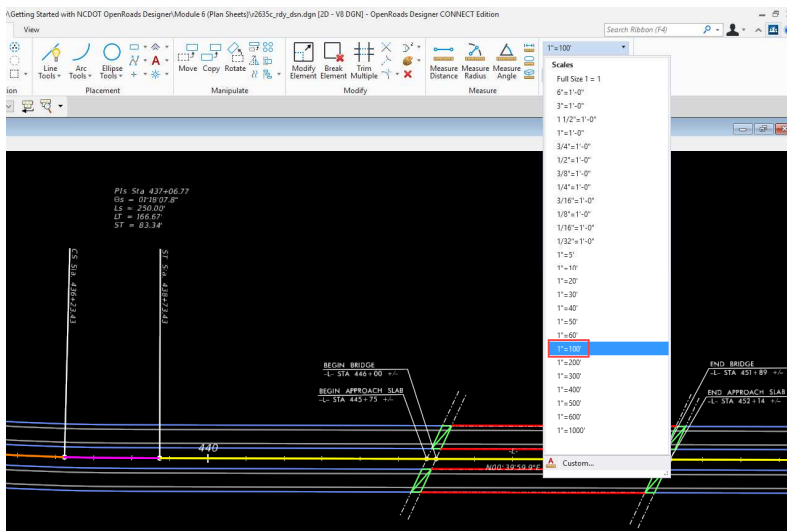 \Getting Started with NCDOT OpenRoads Designer\Module 6 (Plan Sheets)\r2635c_rdy_dsn.dgn [2D - V8 DGN] - OpenRoads Designer CONNECT Edition
View
Search Ribbon (F4)
Line Tools
Arc Tools
Ellipse Tools
Move Copy Rotate
Modify Element
Break Element
Trim Multiple
Measure Distance
Measure Radius
Measure Angle
ion
Placement
Manipulate
Modify
Measure
1"=100'
Scales
Full Size 1 = 1
6"=1'-0"
3"=1'-0"
1 1/2"=1'-0"
1"=1'-0"
3/4"=1'-0"
1/2"=1'-0"
3/8"=1'-0"
1/4"=1'-0"
3/16"=1'-0"
1/8"=1'-0"
1/16"=1'-0"
1/32"=1'-0"
1"=5'
1"=10'
1"=20'
1"=30'
1"=40'
1"=50'
1"=60'
1"=100'
1"=200'
1"=300'
1"=400'
1"=500'
1"=600'
1"=1000'
Custom...
PIs Sta 437+06.77
Θs = 01°18'07.8"
Ls = 250.00'
LT = 166.67'
ST = 83.34'
CS Sta. 436+23.43
ST Sta. 438+73.43
BEGIN BRIDGE
-L- STA 446+00 +/-
BEGIN APPROACH SLAB
-L- STA 445+75 +/-
END BRIDGE
-L- STA 451+89 +/-
END APPROACH SLAB
-L- STA 452+14 +/-
440
-L-
N00°39'59.9"E